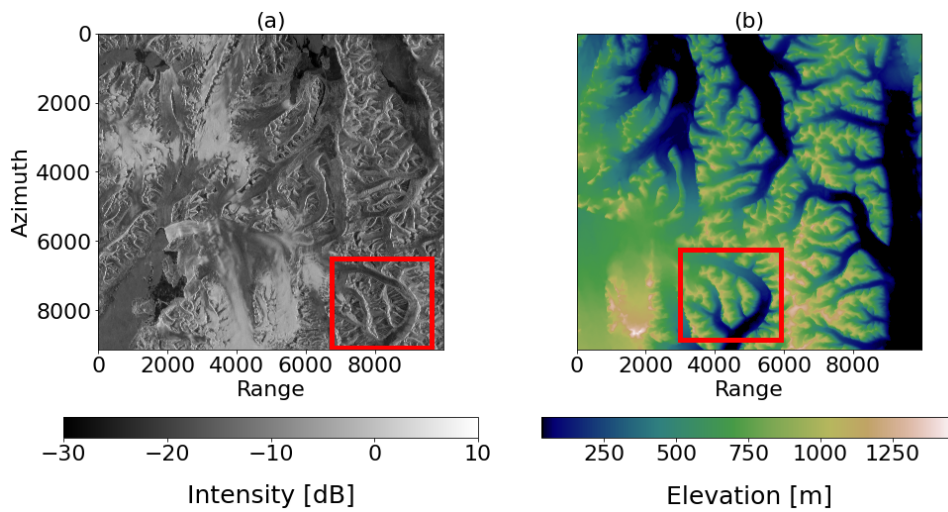 (a)
(b)
0
2000
4000
6000
8000
Azimuth
0 2000 4000 6000 8000
Range
0 2000 4000 6000 8000
Range
−30 −20 −10 0 10
Intensity [dB]
250 500 750 1000 1250
Elevation [m]